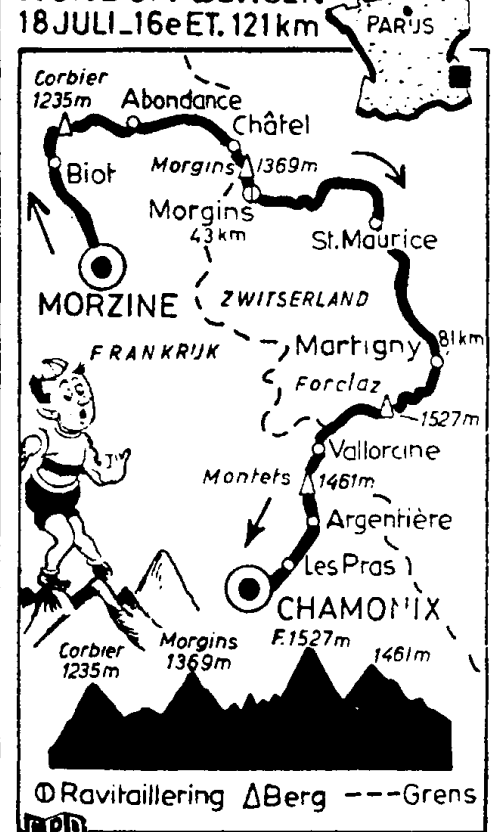 18 JULI_16e ET. 121km
PARIJS
Corbier
1235m
Abondance
Châtel
Biot
Morgins
1369m
Morgins
43km
St. Maurice
MORZINE
ZWITSERLAND
FRANKRIJK
Martigny
81km
Forclaz
1527m
Vallorcine
Montets
1461m
Argentière
Les Pras
CHAMONIX
Corbier
1235m
Morgins
1369m
F.1527m
1461m
Ravitaillering
Berg
Grens